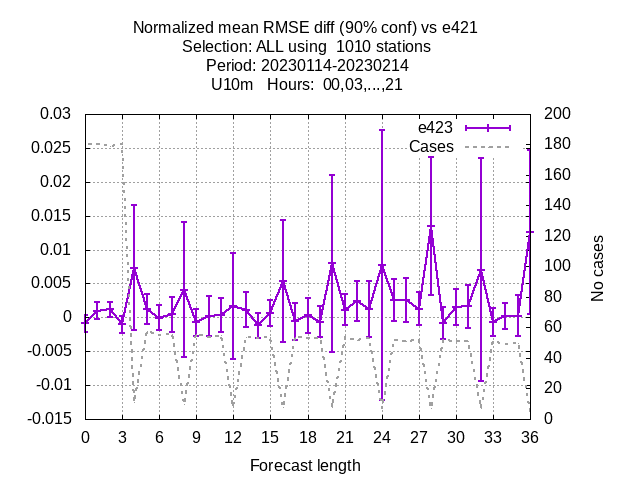 Normalized mean RMSE diff (90% conf) vs e421
Selection: ALL using  1010 stations
Period: 20230114-20230214
U10m   Hours:  00,03,...,21
0.03
0.025
0.02
0.015
0.01
0.005
0
-0.005
-0.01
-0.015
e423
Cases
200
180
160
140
120
100
80
60
40
20
0
No cases
0 3 6 9 12 15 18 21 24 27 30 33 36
Forecast length